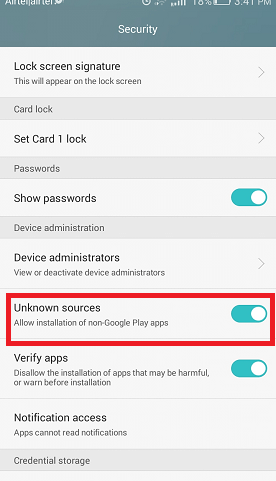 Airteljairtel
18% 3:41 PM
Security
Lock screen signature
This will appear on the lock screen
Card lock
Set Card 1 lock
Passwords
Show passwords
Device administration
Device administrators
View or deactivate device administrators
Unknown sources
Allow installation of non-Google Play apps
Verify apps
Disallow the installation of apps that may be harmful,
or warn before installation
Notification access
Apps cannot read notifications
Credential storage